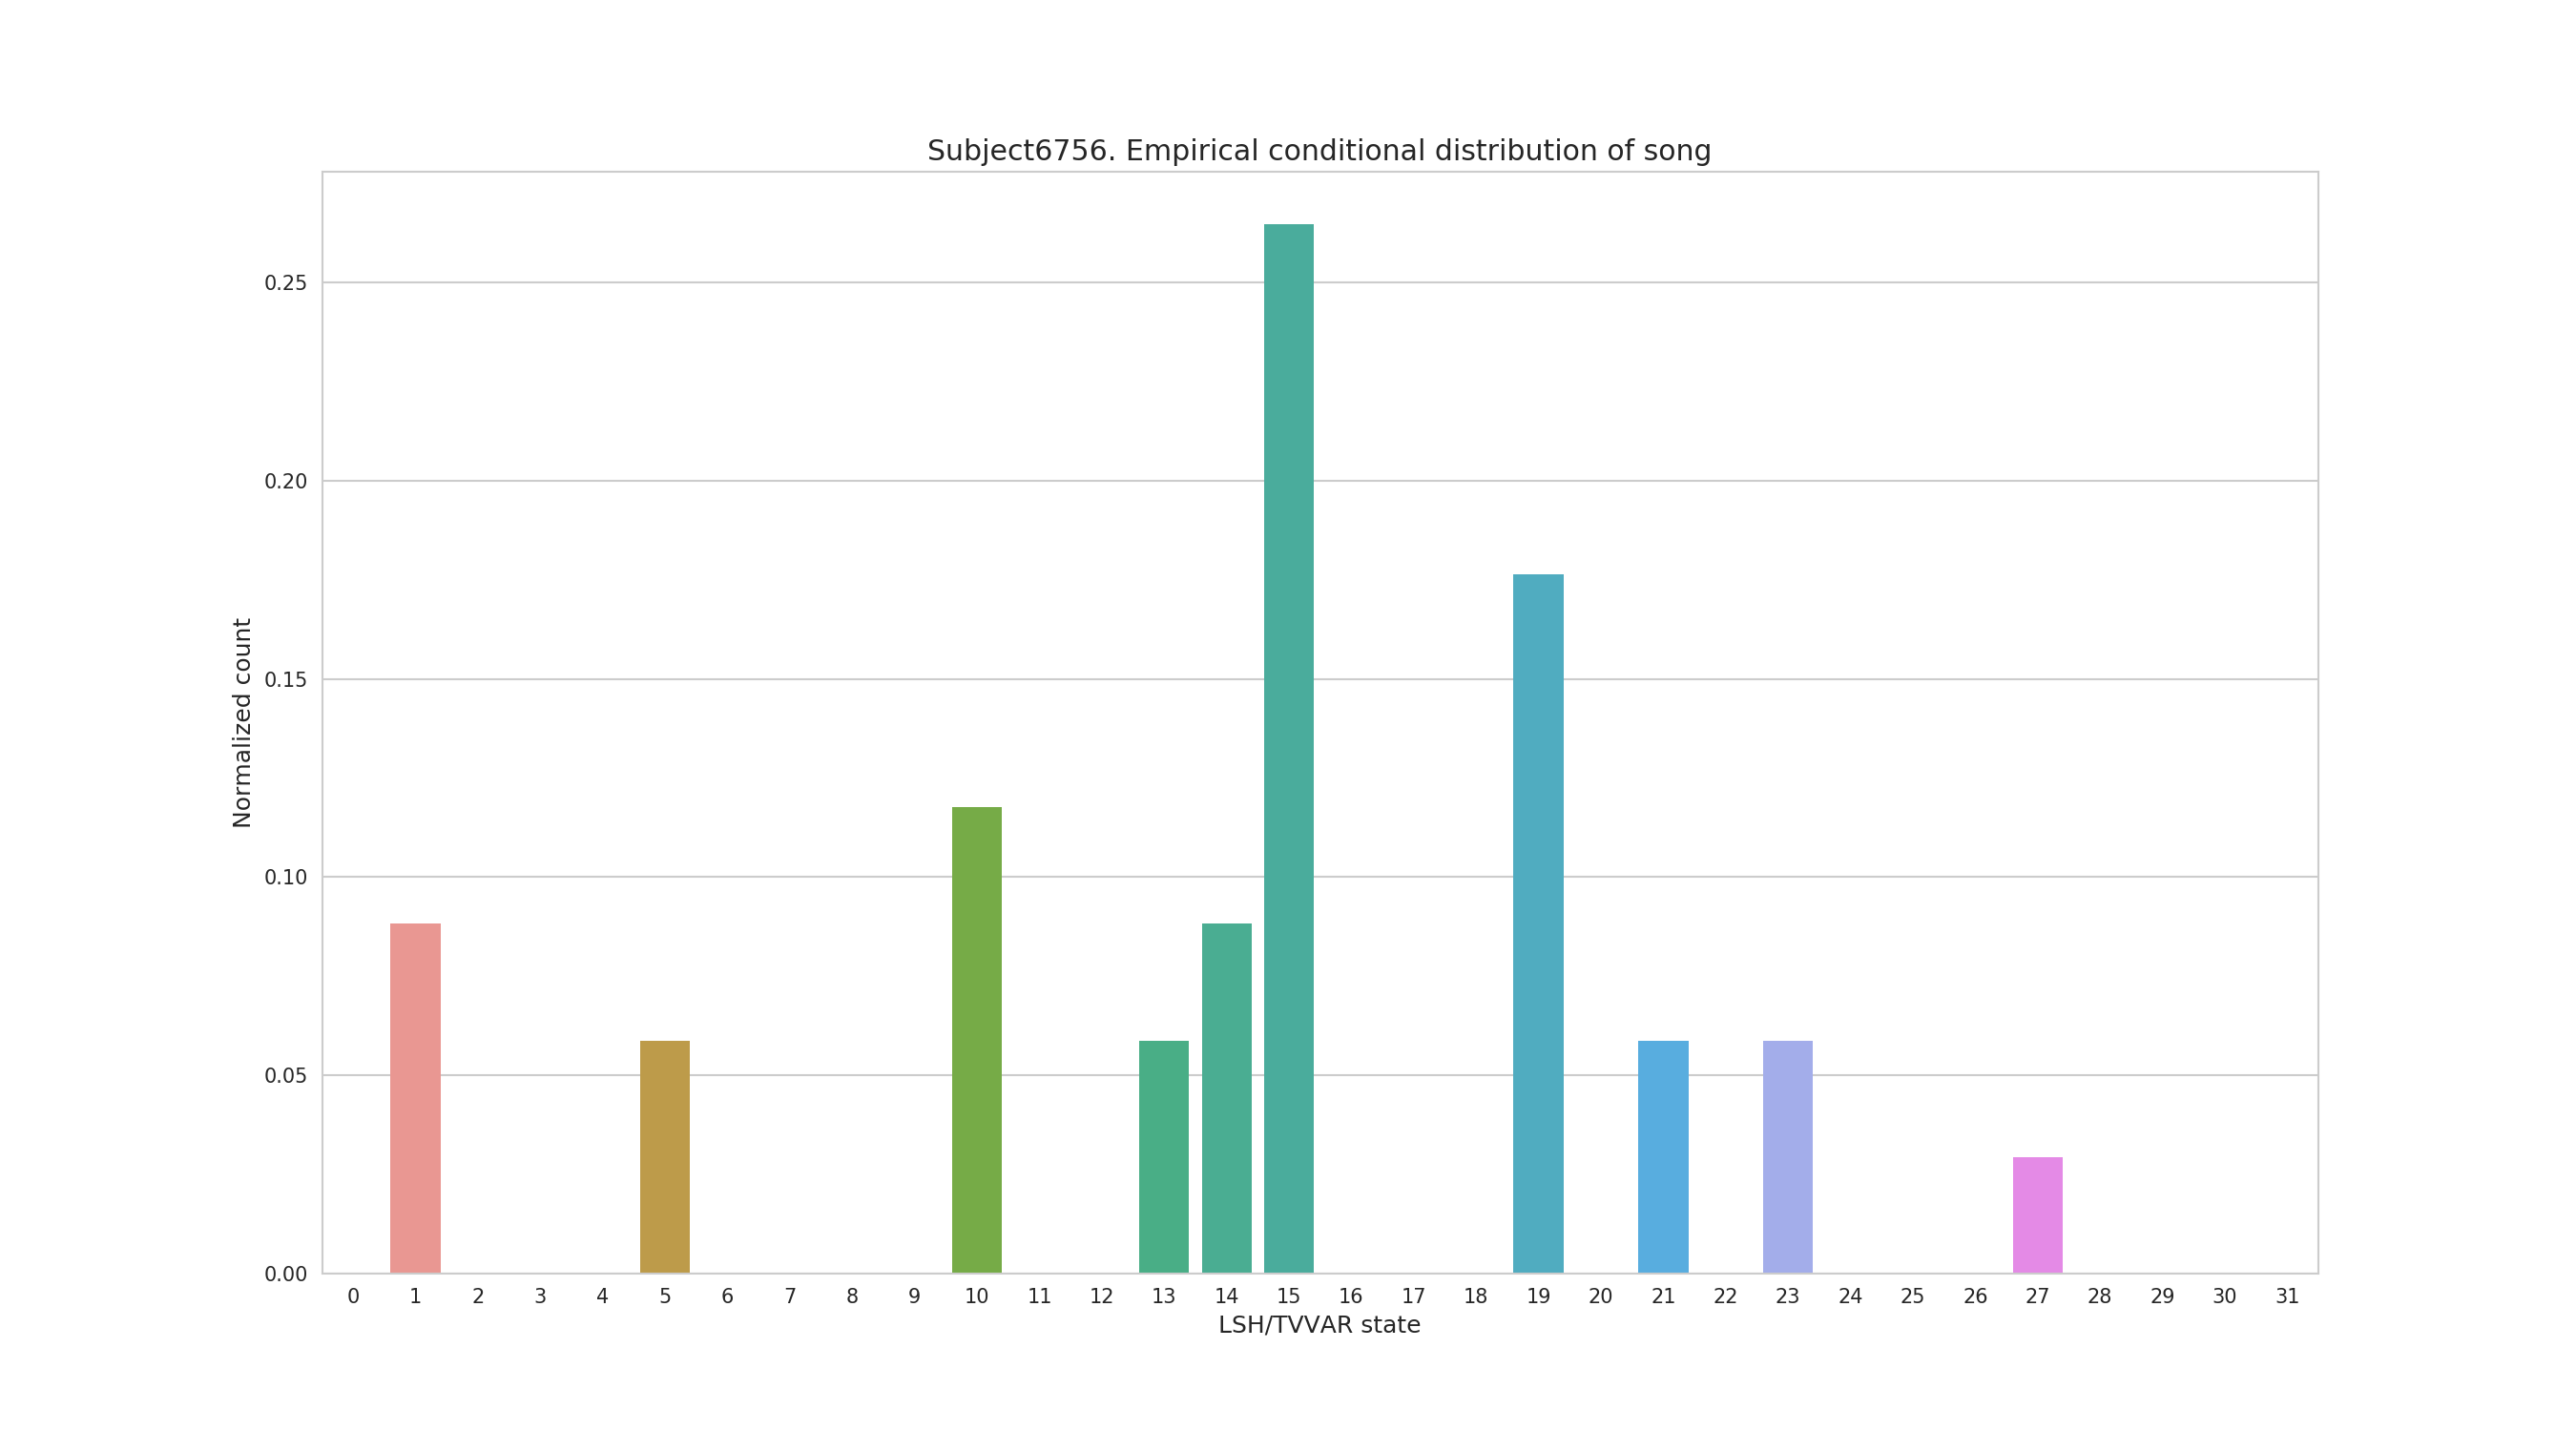 Subject6756. Empirical conditional distribution of song
0.25
0.20
0.15
0.10
0.05
0.00
Normalized count
0 1 2 3 4 5 6 7 8 9 10 11 12 13 14 15 16 17 18 19 20 21 22 23 24 25 26 27 28 29 30 31
LSH/TVVAR state